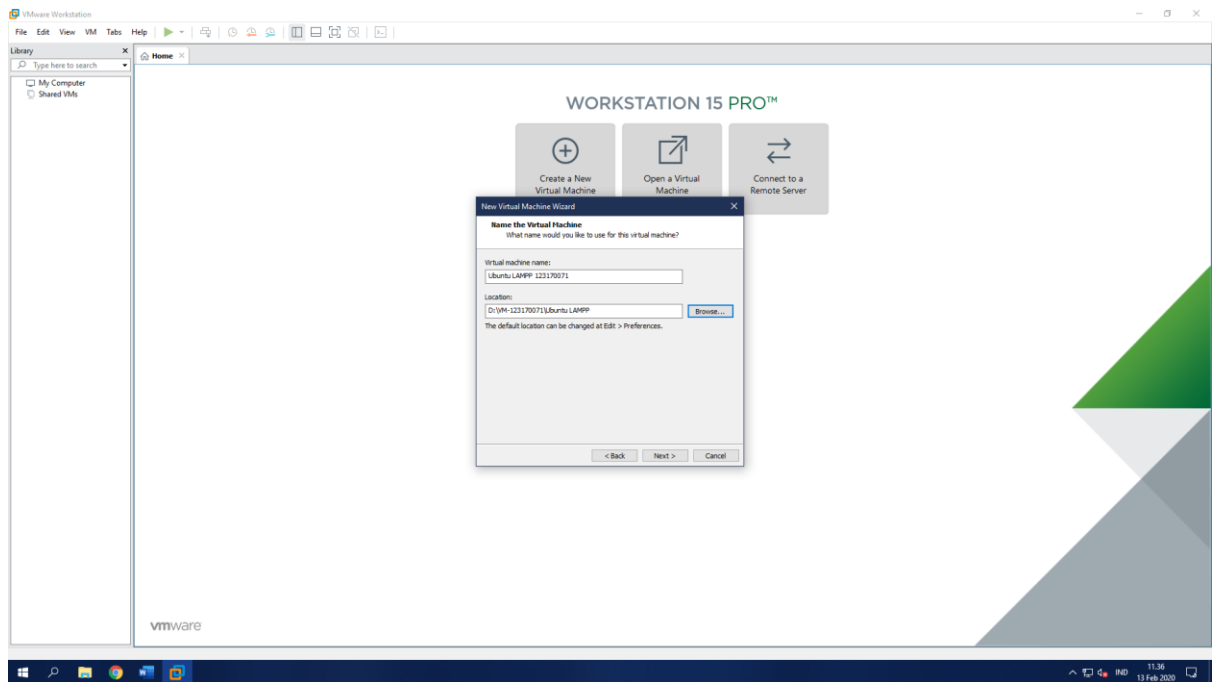 VMware Workstation
File Edit View VM Tabs Help
Library
Home
Type here to search
My Computer
Shared VMs
WORKSTATION 15 PRO™
Create a New
Virtual Machine
Open a Virtual
Machine
Connect to a
Remote Server
New Virtual Machine Wizard
Name the Virtual Machine
What name would you like to use for this virtual machine?
Virtual machine name:
Ubuntu LAMPP 123170071
Location:
D:\VM-123170071\Ubuntu LAMPP
Browse...
The default location can be changed at Edit > Preferences.
< Back Next > Cancel
vmware
IND
11.36
13 Feb 2020